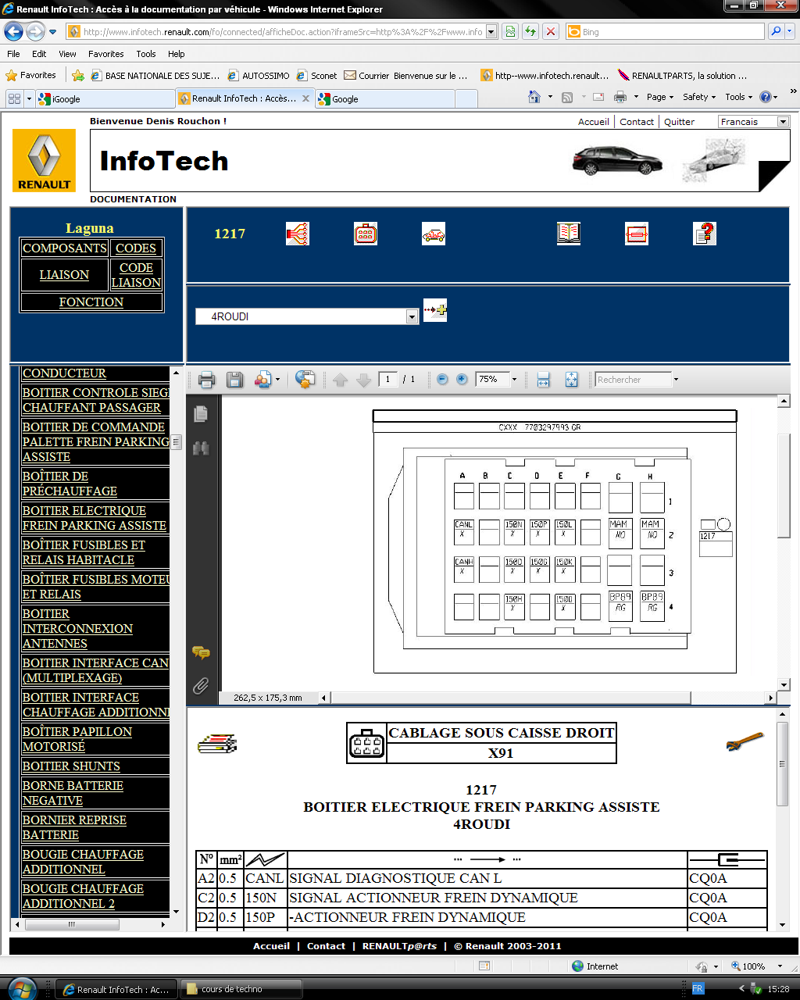 Renault InfoTech : Accès à la documentation par véhicule - Windows Internet Explorer
http://www.infotech.renault.com/fo/connected/afficheDoc.action?iframeSrc=http%3A%2F%2Fwww.info
Bing
File Edit View Favorites Tools Help
Favorites BASE NATIONALE DES SUJE... AUTOSSIMO Sconet Courrier Bienvenue sur le ... http--www.infotech.renault... RENAULTPARTS, la solution ...
iGoogle Renault InfoTech : Accès... Google Page Safety Tools
Bienvenue Denis Rouchon !
Accueil Contact Quitter Francais
RENAULT
InfoTech
DOCUMENTATION
Laguna
COMPOSANTS CODES
LIAISON CODE LIAISON
FONCTION
1217
4ROUDI
CONDUCTEUR
BOITIER CONTROLE SIEG
CHAUFFANT PASSAGER
BOITIER DE COMMANDE
PALETTE FREIN PARKING
ASSISTE
BOÎTIER DE
PRÉCHAUFFAGE
BOITIER ELECTRIQUE
FREIN PARKING ASSISTE
BOÎTIER FUSIBLES ET
RELAIS HABITACLE
BOÎTIER FUSIBLES MOTEU
ET RELAIS
BOITIER
INTERCONNEXION
ANTENNES
BOITIER INTERFACE CAN
(MULTIPLEXAGE)
BOITIER INTERFACE
CHAUFFAGE ADDITIONN
BOÎTIER PAPILLON
MOTORISÉ
BOITIER SHUNTS
BORNE BATTERIE
NEGATIVE
BORNIER REPRISE
BATTERIE
BOUGIE CHAUFFAGE
ADDITIONNEL
BOUGIE CHAUFFAGE
ADDITIONNEL 2
1 / 1 75% Rechercher
CXXX 7703297993 GR
A B C D E F G H
1
CANL 150N 150P 150L MAM MAM 2
X X X X NO NO
1217
CANH 150D 150G 150K 3
X X X X
150H 150Q BP89 BP89 4
X X RG RG
262,5 x 175,3 mm
CABLAGE SOUS CAISSE DROIT
X91
1217
BOITIER ELECTRIQUE FREIN PARKING ASSISTE
4ROUDI
N° mm² ... ...
A2 0.5 CANL SIGNAL DIAGNOSTIQUE CAN L CQ0A
C2 0.5 150N SIGNAL ACTIONNEUR FREIN DYNAMIQUE CQ0A
D2 0.5 150P -ACTIONNEUR FREIN DYNAMIQUE CQ0A
Accueil | Contact | RENAULTp@rts | © Renault 2003-2011
Internet 100%
Renault InfoTech : Ac... cours de techno FR 15:28